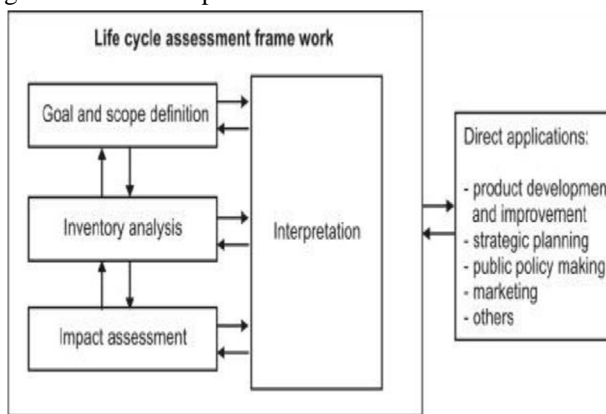 Life cycle assessment frame work
Goal and scope definition
Inventory analysis
Impact assessment
Interpretation
Direct applications:
- product development
and improvement
- strategic planning
- public policy making
- marketing
- others